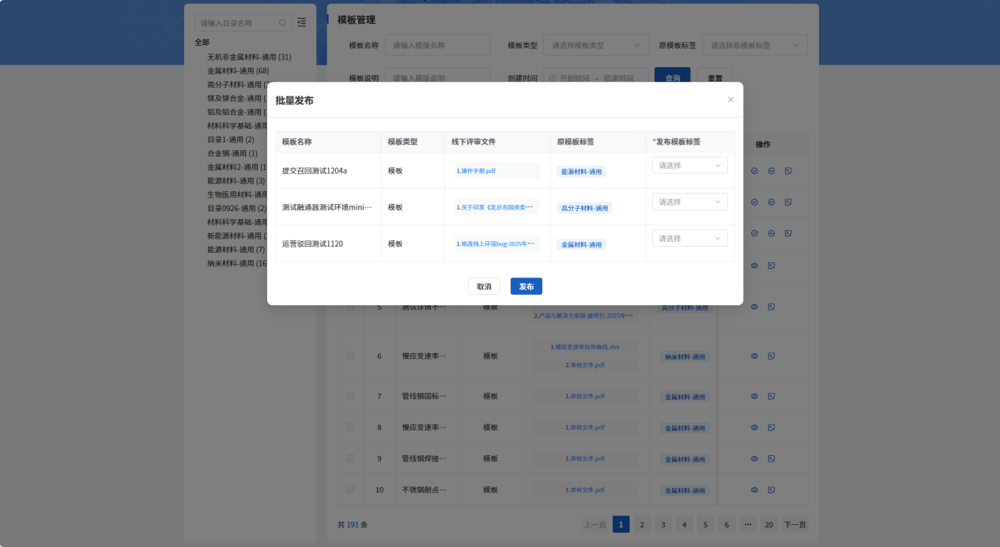 请输入目录名称
全部
无机非金属材料-通用 (31)
金属材料-通用 (68)
高分子材料-通用
镁及镁合金-通用
铝及铝合金-通用
材料科学基础-通用
目录1-通用 (2)
合金钢-通用 (1)
金属材料2-通用 (1
能源材料-通用 (3)
生物医用材料-通用
目录0926-通用 (2)
材料科学基础-通用
新能源材料-通用
能源材料-通用 (7)
纳米材料-通用 (16
模板管理
模板名称 请输入模版名称 模板类型 请选择模板类型 原模板标签 请选择原模板标签
模板说明 请输入模版说明 创建时间 开始时间 - 结束时间 查询 重置
操作
批量发布
模板名称 模板类型 线下评审文件 原模板标签 *发布模板标签
提交召回测试1204a 模板 1.操作手册.pdf 能源材料-通用 请选择
测试融通器测试环境mini··· 模板 1.关于印发《北京市国资委··· 高分子材料-通用 请选择
运营驳回测试1120 模板 1.修改线上环境bug-2025年··· 金属材料-通用 请选择
取消 发布
5 测试详情不··· 模板 高分子材料-通用
2.产品与解决方案部-唐银行-2025年···
1.慢应变速率拉伸曲线.xlsx
6 慢应变速率··· 模板 纳米材料-通用
2.审核文件.pdf
7 管线钢国标··· 模板 1.审核文件.pdf 金属材料-通用
8 慢应变速率··· 模板 1.审核文件.pdf 金属材料-通用
9 管线钢焊接··· 模板 1.审核文件.pdf 金属材料-通用
10 不锈钢耐点··· 模板 1.审核文件.pdf 金属材料-通用
共 191 条 上一页 1 2 3 4 5 6 ··· 20 下一页